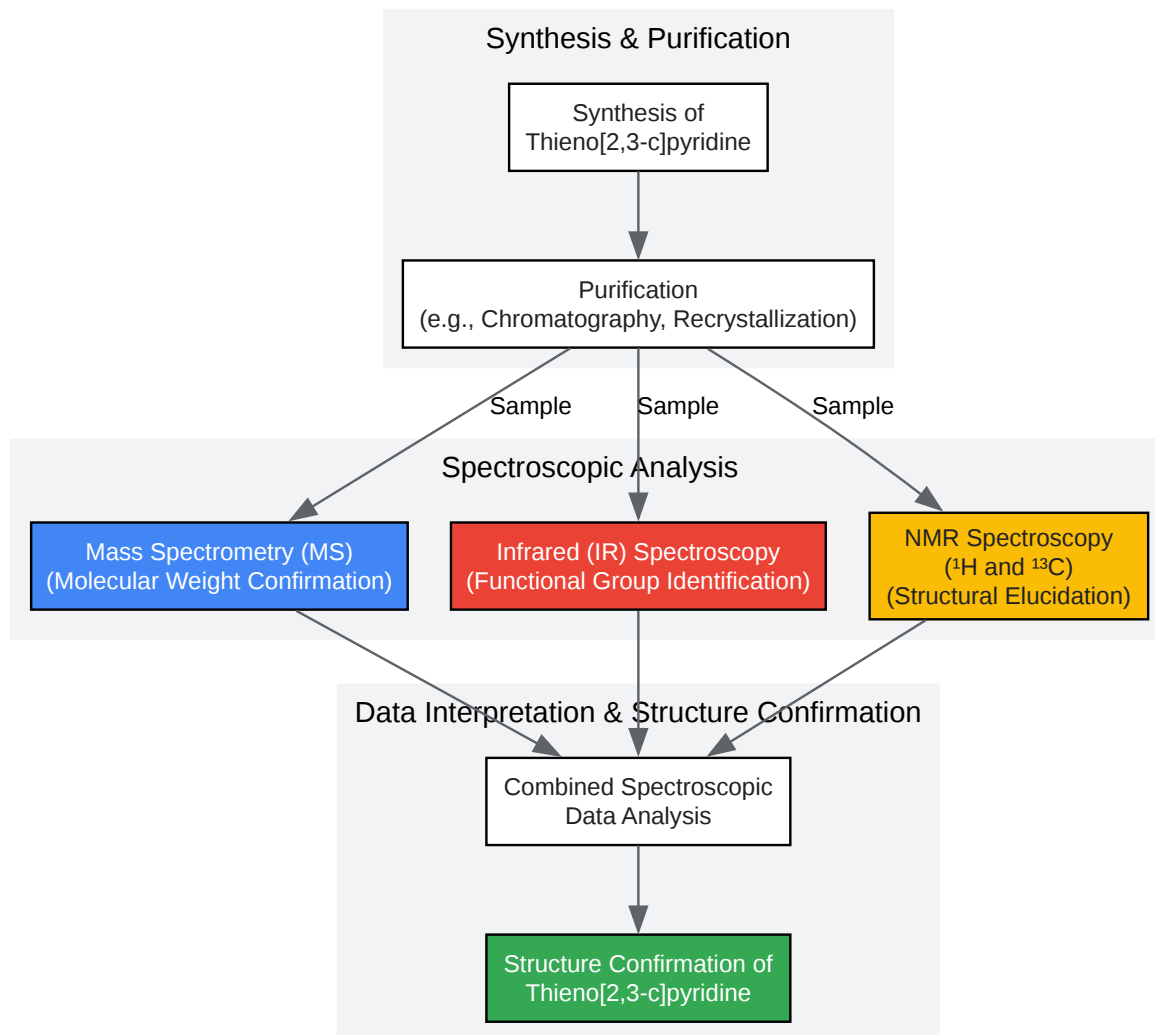 Synthesis & Purification
Synthesis of
Thieno[2,3-c]pyridine
Purification
(e.g., Chromatography, Recrystallization)
Sample
Sample
Sample
Spectroscopic Analysis
Mass Spectrometry (MS)
(Molecular Weight Confirmation)
Infrared (IR) Spectroscopy
(Functional Group Identification)
NMR Spectroscopy
(¹H and ¹³C)
(Structural Elucidation)
Data Interpretation & Structure Confirmation
Combined Spectroscopic
Data Analysis
Structure Confirmation of
Thieno[2,3-c]pyridine